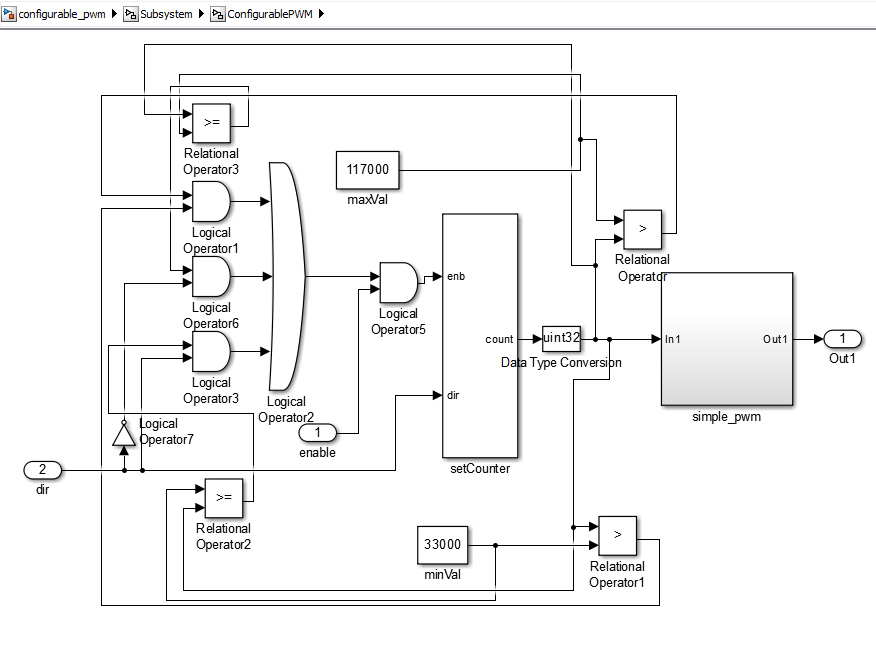 configurable_pwm Subsystem ConfigurablePWM
>=
Relational
Operator3
117000
maxVal
Logical
Operator1
>
Relational
Operator
Logical
Operator6
enb
Logical
Operator5
count
uint32
Data Type Conversion
In1
Out1
1
Out1
simple_pwm
Logical
Operator3
dir
Logical
Operator2
Logical
Operator7
1
enable
setCounter
2
dir
>=
Relational
Operator2
33000
minVal
>
Relational
Operator1